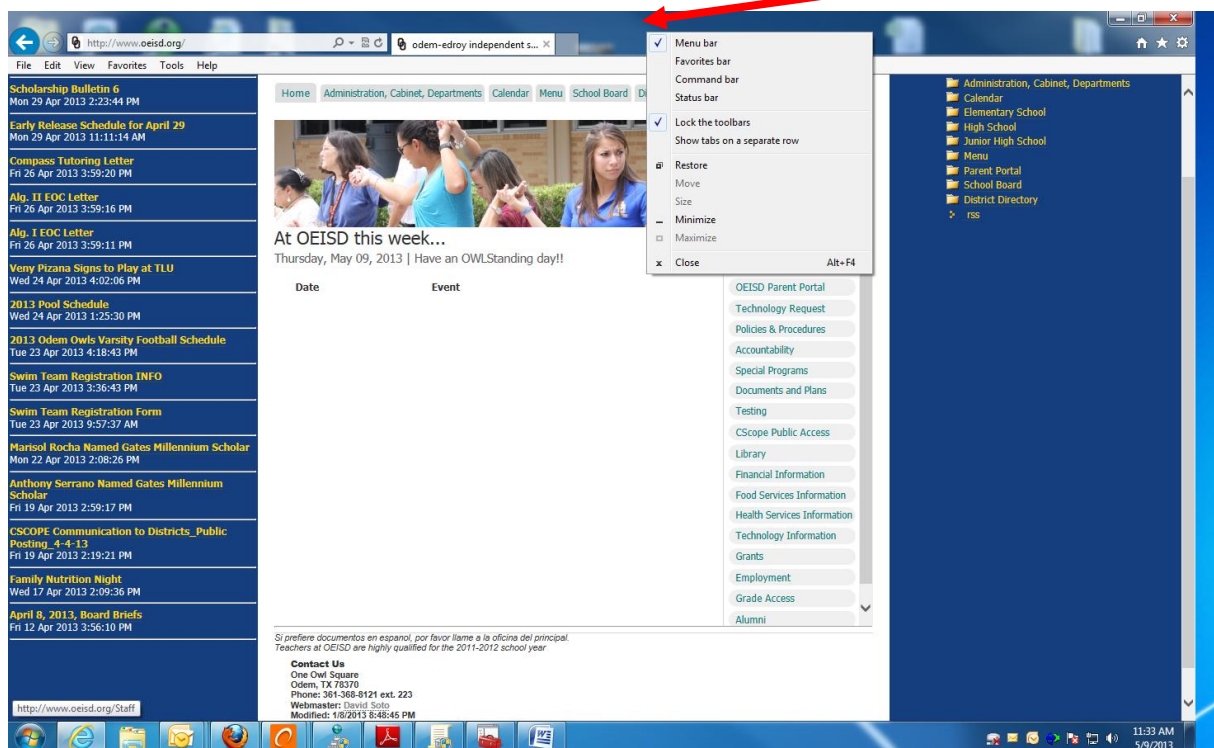 http://www.oeisd.org/
odem-edroy independent s...
File Edit View Favorites Tools Help
Scholarship Bulletin 6
Mon 29 Apr 2013 2:23:44 PM
Early Release Schedule for April 29
Mon 29 Apr 2013 11:11:14 AM
Compass Tutoring Letter
Fri 26 Apr 2013 3:59:20 PM
Alg. II EOC Letter
Fri 26 Apr 2013 3:59:16 PM
Alg. I EOC Letter
Fri 26 Apr 2013 3:59:11 PM
Veny Pizana Signs to Play at TLU
Wed 24 Apr 2013 4:02:06 PM
2013 Pool Schedule
Wed 24 Apr 2013 1:25:30 PM
2013 Odem Owls Varsity Football Schedule
Tue 23 Apr 2013 4:18:43 PM
Swim Team Registration INFO
Tue 23 Apr 2013 3:36:43 PM
Swim Team Registration Form
Tue 23 Apr 2013 9:57:37 AM
Marisol Rocha Named Gates Millennium Scholar
Mon 22 Apr 2013 2:08:26 PM
Anthony Serrano Named Gates Millennium
Scholar
Fri 19 Apr 2013 2:59:17 PM
CSCOPE Communication to Districts_Public
Posting_4-4-13
Fri 19 Apr 2013 2:19:21 PM
Family Nutrition Night
Wed 17 Apr 2013 2:09:36 PM
April 8, 2013, Board Briefs
Fri 12 Apr 2013 3:56:10 PM
http://www.oeisd.org/Staff
Home Administration, Cabinet, Departments Calendar Menu School Board Di
At OEISD this week...
Thursday, May 09, 2013 | Have an OWLStanding day!!
Date Event
Menu bar
Favorites bar
Command bar
Status bar
Lock the toolbars
Show tabs on a separate row
Restore
Move
Size
Minimize
Maximize
Close Alt+F4
OEISD Parent Portal
Technology Request
Policies & Procedures
Accountability
Special Programs
Documents and Plans
Testing
CScope Public Access
Library
Financial Information
Food Services Information
Health Services Information
Technology Information
Grants
Employment
Grade Access
Alumni
Administration, Cabinet, Departments
Calendar
Elementary School
High School
Junior High School
Menu
Parent Portal
School Board
District Directory
rss
Si prefiere documentos en espanol, por favor llame a la oficina del principal.
Teachers at OEISD are highly qualified for the 2011-2012 school year
Contact Us
One Owl Square
Odem, TX 78370
Phone: 361-368-8121 ext. 223
Webmaster: David Soto
Modified: 1/8/2013 8:48:45 PM
11:33 AM
5/9/2013